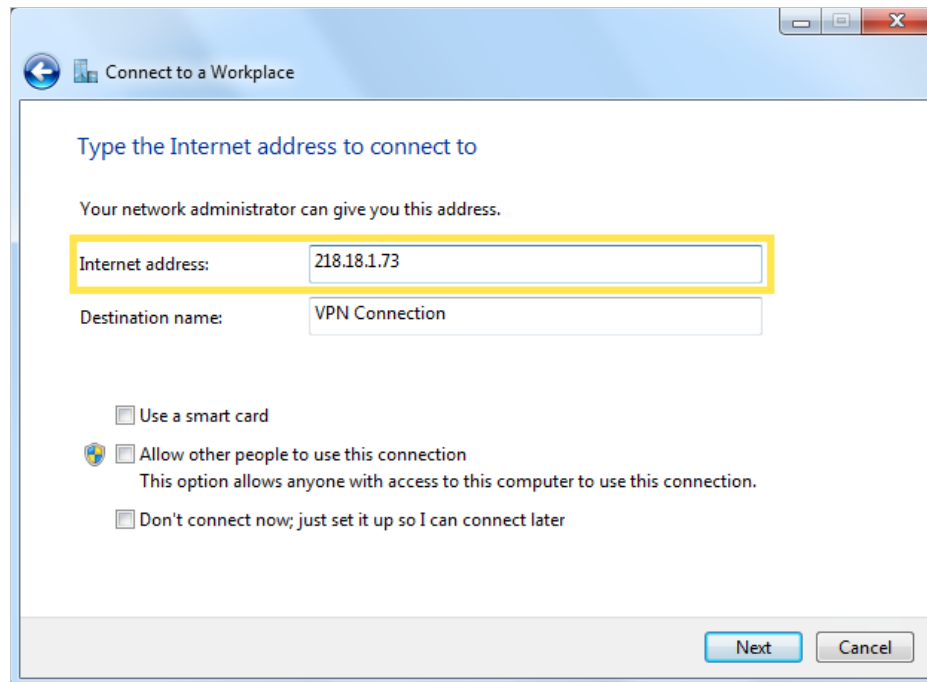 Connect to a Workplace
Type the Internet address to connect to
Your network administrator can give you this address.
Internet address: 218.18.1.73
Destination name: VPN Connection
Use a smart card
Allow other people to use this connection
This option allows anyone with access to this computer to use this connection.
Don't connect now; just set it up so I can connect later
Next Cancel